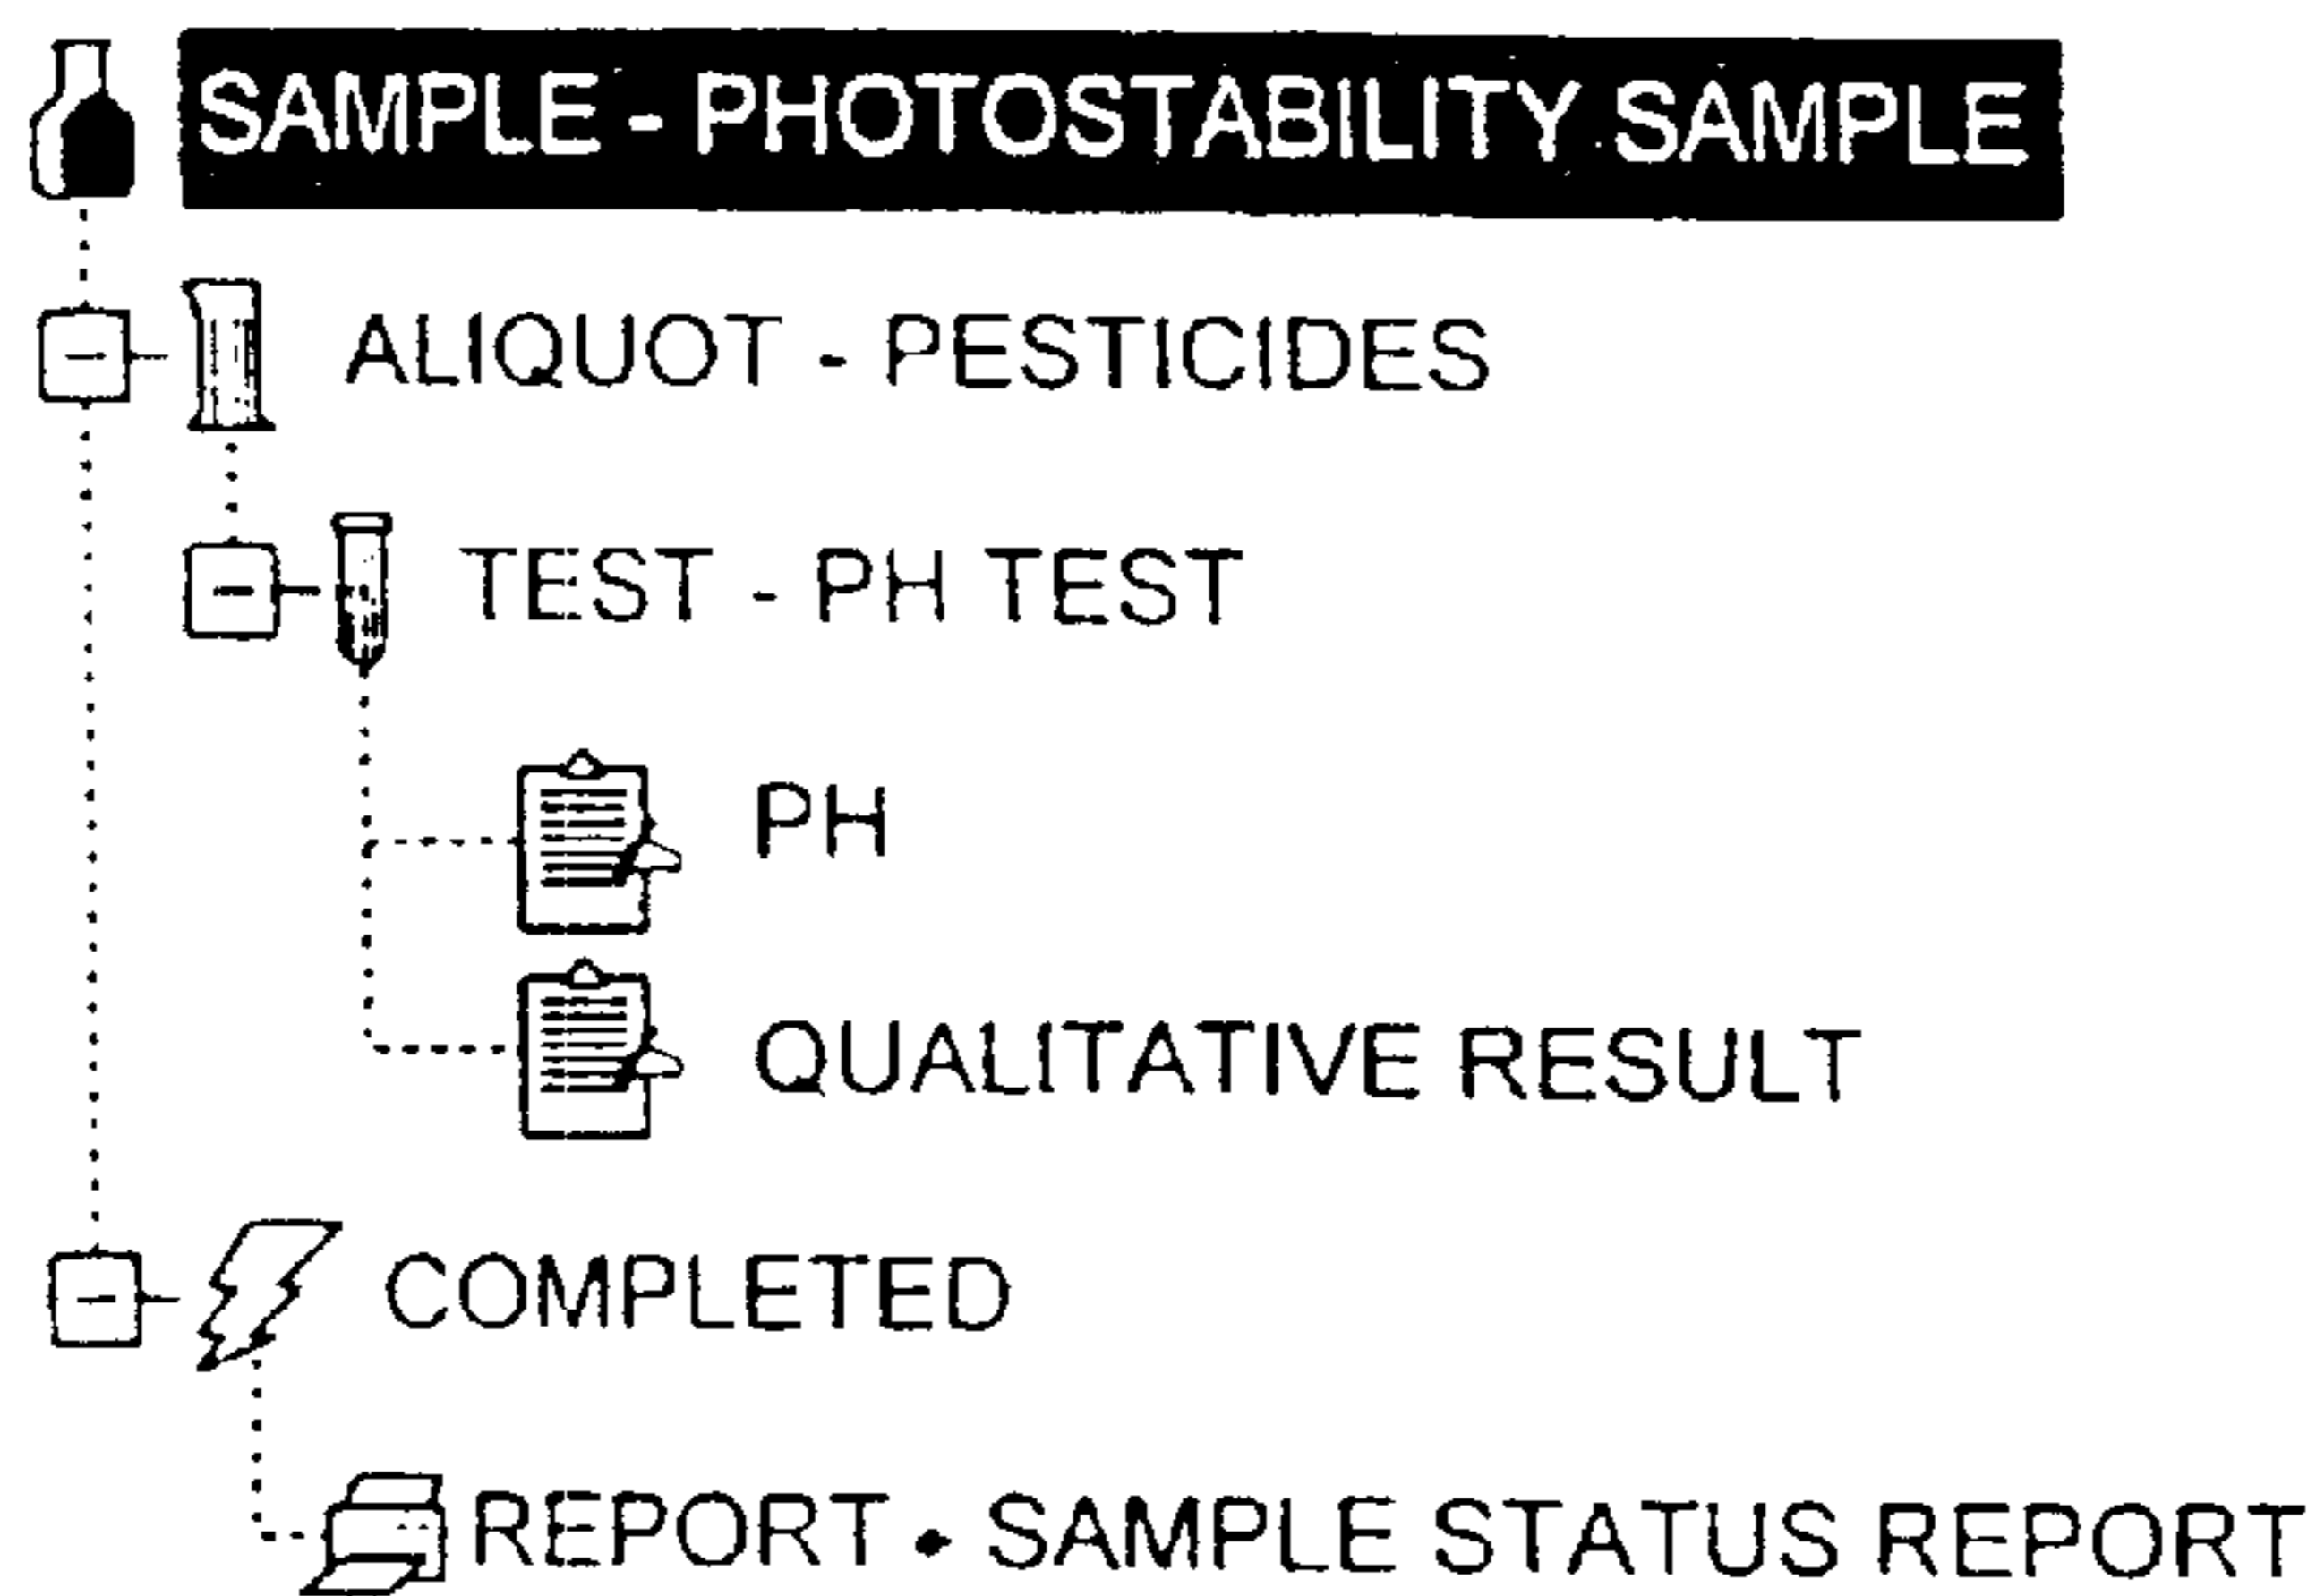 SAMPLE - PHOTOSTABILITY SAMPLE
ALIQUOT - PESTICIDES
TEST - PH TEST
PH
QUALITATIVE RESULT
COMPLETED
REPORT • SAMPLE STATUS REPORT